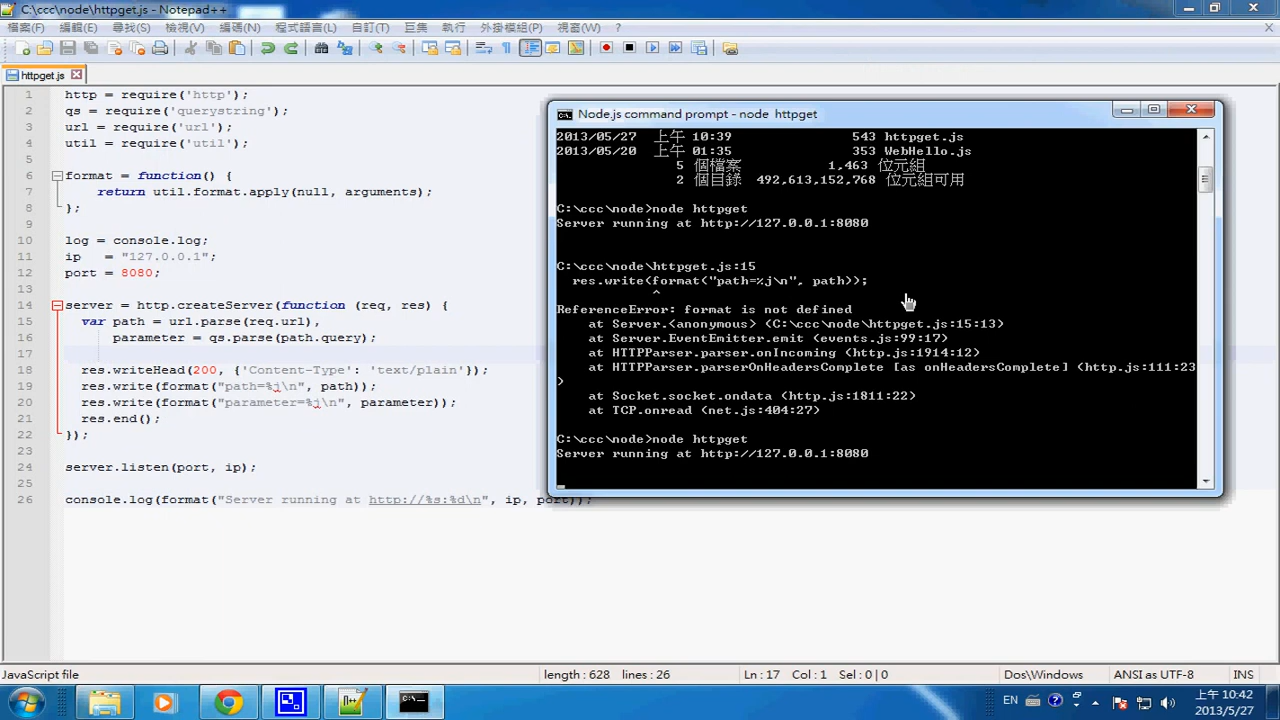 C:\ccc\node\httpget.js - Notepad++
檔案(F) 編輯(E) 尋找(S) 檢視(V) 編碼(N) 程式語言(L) 設定(T) 巨集 執行 外掛模組(P) 視窗(W) ?
httpget.js
1 http = require('http');
2 qs = require('querystring');
3 url = require('url');
4 util = require('util');
5
6 format = function() {
7 return util.format.apply(null, arguments);
8 };
9
10 log = console.log;
11 ip = "127.0.0.1";
12 port = 8080;
13
14 server = http.createServer(function (req, res) {
15 var path = url.parse(req.url),
16 parameter = qs.parse(path.query);
17
18 res.writeHead(200, {'Content-Type': 'text/plain'});
19 res.write(format("path=%j\n", path));
20 res.write(format("parameter=%j\n", parameter));
21 res.end();
22 });
23
24 server.listen(port, ip);
25
26 console.log(format("Server running at http://%s:%d\n", ip, port));
Node.js command prompt - node httpget
2013/05/27 上午 10:39 543 httpget.js
2013/05/20 上午 01:35 353 WebHello.js
5 個檔案 1,463 位元組
2 個目錄 492,613,152,768 位元組可用
C:\ccc\node>node httpget
Server running at http://127.0.0.1:8080
C:\ccc\node\httpget.js:15
res.write(format("path=%j\n", path));
^
ReferenceError: format is not defined
at Server.<anonymous> (C:\ccc\node\httpget.js:15:13)
at Server.EventEmitter.emit (events.js:99:17)
at HTTPParser.parser.onIncoming (http.js:1914:12)
at HTTPParser.parserOnHeadersComplete [as onHeadersComplete] (http.js:111:23
)
at Socket.socket.ondata (http.js:1811:22)
at TCP.onread (net.js:404:27)
C:\ccc\node>node httpget
Server running at http://127.0.0.1:8080
JavaScript file length : 628 lines : 26 Ln : 17 Col : 1 Sel : 0 | 0 Dos\Windows ANSI as UTF-8 INS
EN
上午 10:42
2013/5/27